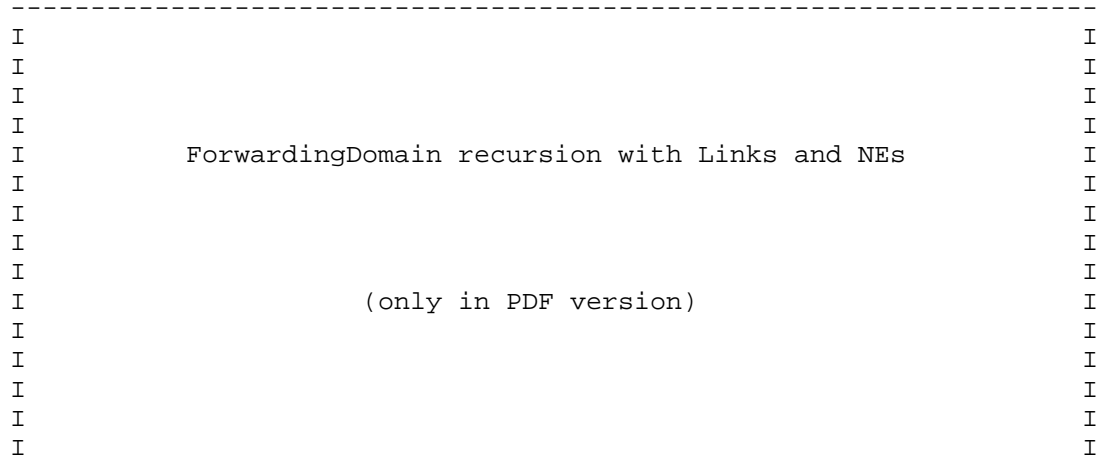 --------------------------------------------------------------------
I I
I I
I I
I I
I ForwardingDomain recursion with Links and NEs I
I I
I I
I I
I I
I (only in PDF version) I
I I
I I
I I
I I
I I